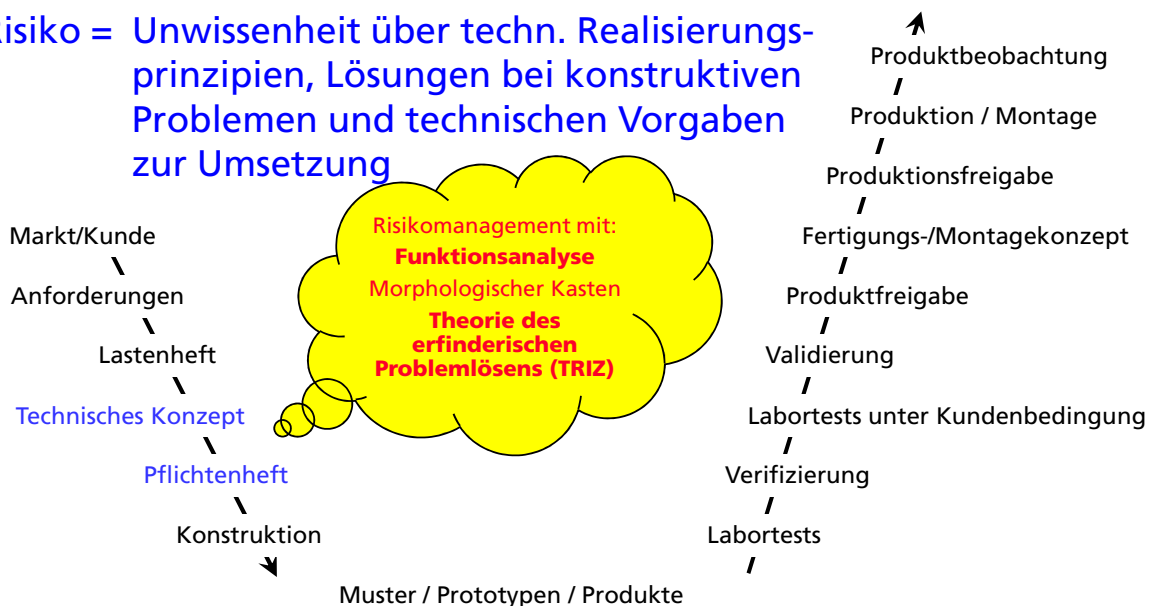 isiko = Unwissenheit über techn. Realisierungs-
prinzipien, Lösungen bei konstruktiven
Problemen und technischen Vorgaben
zur Umsetzung
Risikomanagement mit:
Funktionsanalyse
Morphologischer Kasten
Theorie des
erfinderischen
Problemlösens (TRIZ)
Markt/Kunde
Anforderungen
Lastenheft
Technisches Konzept
Pflichtenheft
Konstruktion
Muster / Prototypen / Produkte
Produktbeobachtung
Produktion / Montage
Produktionsfreigabe
Fertigungs-/Montagekonzept
Produktfreigabe
Validierung
Labortests unter Kundenbedingung
Verifizierung
Labortests